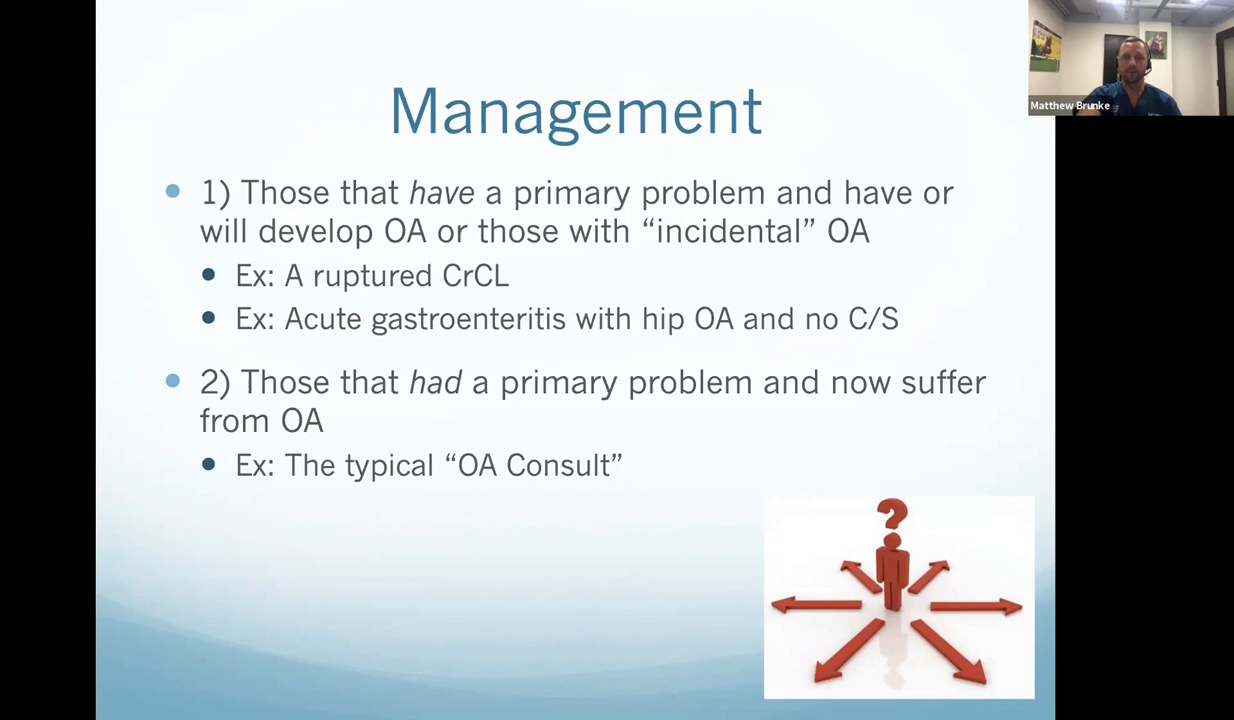 Management
1) Those that have a primary problem and have or
will develop OA or those with “incidental” OA
Ex: A ruptured CrCL
Ex: Acute gastroenteritis with hip OA and no C/S
2) Those that had a primary problem and now suffer
from OA
Ex: The typical “OA Consult”
?
Matthew Brunke